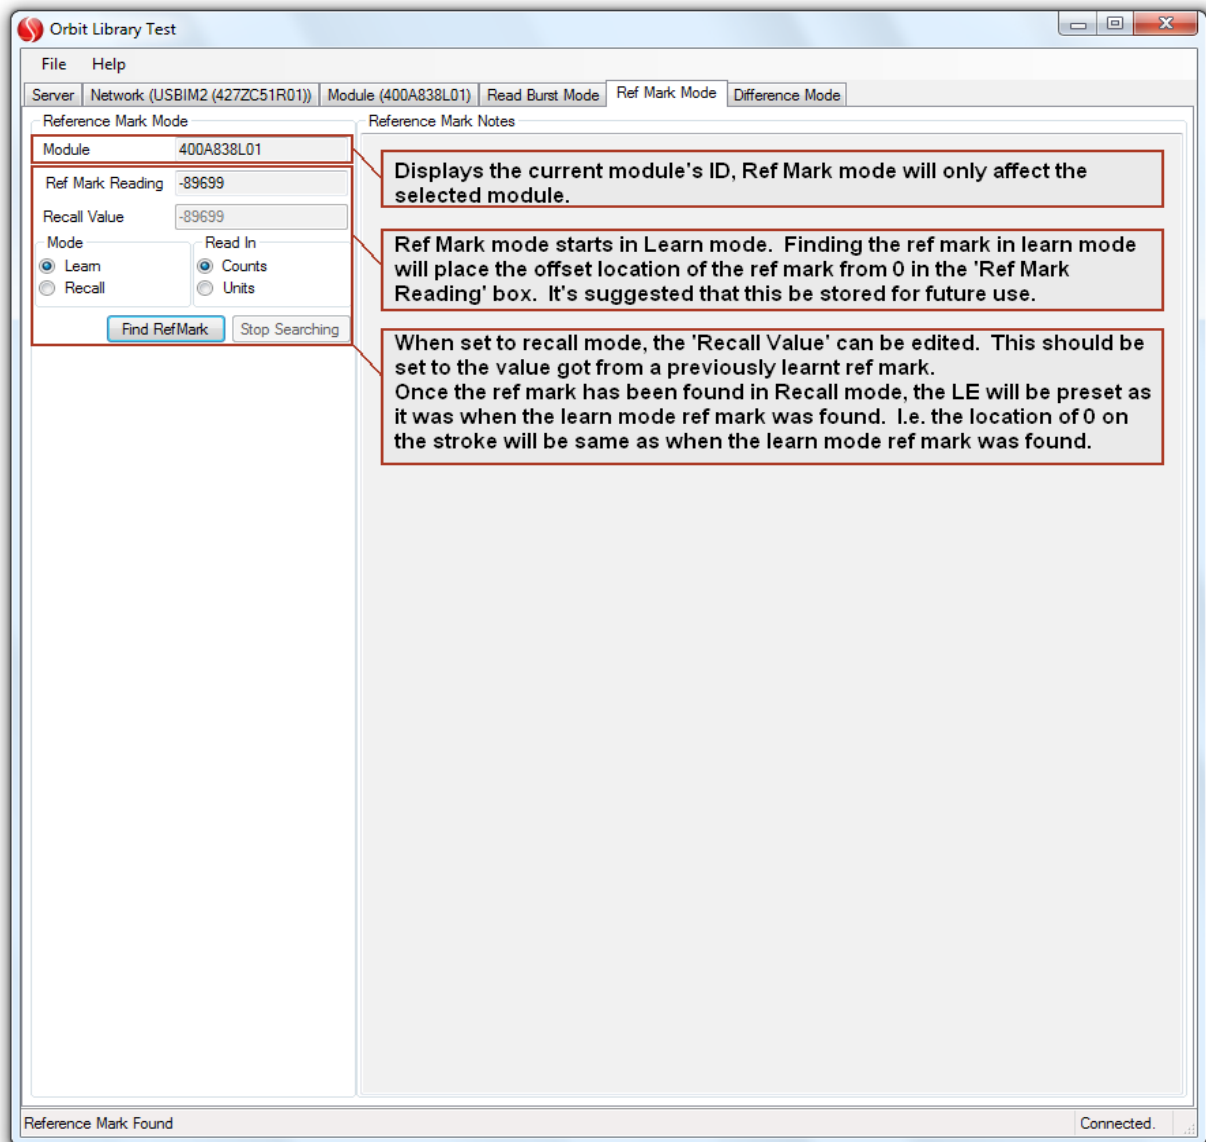 Orbit Library Test
File Help
Server Network (USBIM2 (427ZC51R01)) Module (400A838L01) Read Burst Mode Ref Mark Mode Difference Mode
Reference Mark Mode
Module 400A838L01
Ref Mark Reading -89699
Recall Value -89699
Mode Read In
Learn Counts
Recall Units
Find RefMark Stop Searching
Reference Mark Notes
Displays the current module's ID, Ref Mark mode will only affect the
selected module.
Ref Mark mode starts in Learn mode. Finding the ref mark in learn mode
will place the offset location of the ref mark from 0 in the 'Ref Mark
Reading' box. It's suggested that this be stored for future use.
When set to recall mode, the 'Recall Value' can be edited. This should be
set to the value got from a previously learnt ref mark.
Once the ref mark has been found in Recall mode, the LE will be preset as
it was when the learn mode ref mark was found. I.e. the location of 0 on
the stroke will be same as when the learn mode ref mark was found.
Reference Mark Found Connected.